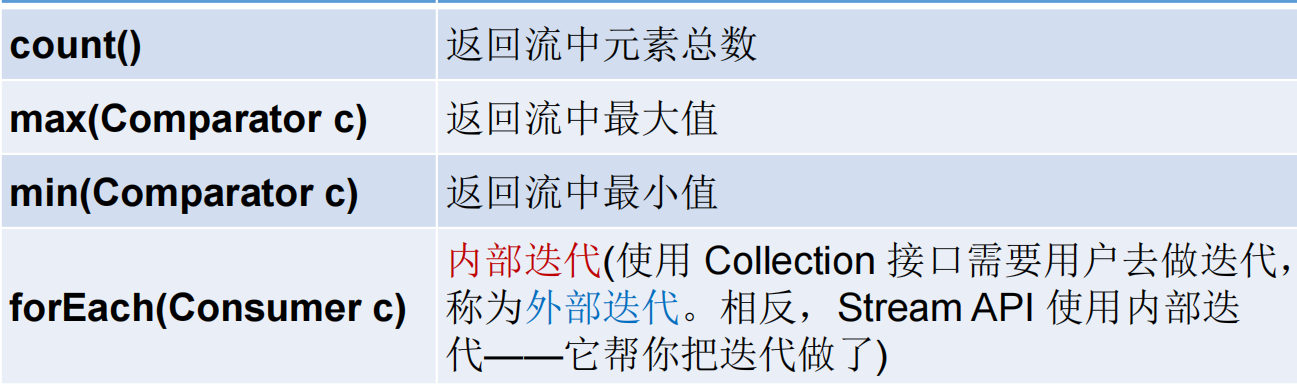 count() 返回流中元素总数
max(Comparator c) 返回流中最大值
min(Comparator c) 返回流中最小值
forEach(Consumer c) 内部迭代(使用 Collection 接口需要用户去做迭代，
称为外部迭代。相反，Stream API 使用内部迭
代——它帮你把迭代做了)